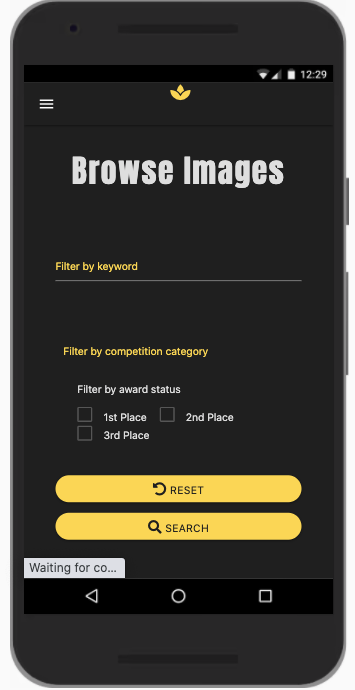 12:29
Browse Images
Filter by keyword
Filter by competition category
Filter by award status
1st Place 2nd Place
3rd Place
RESET
SEARCH
Waiting for co...